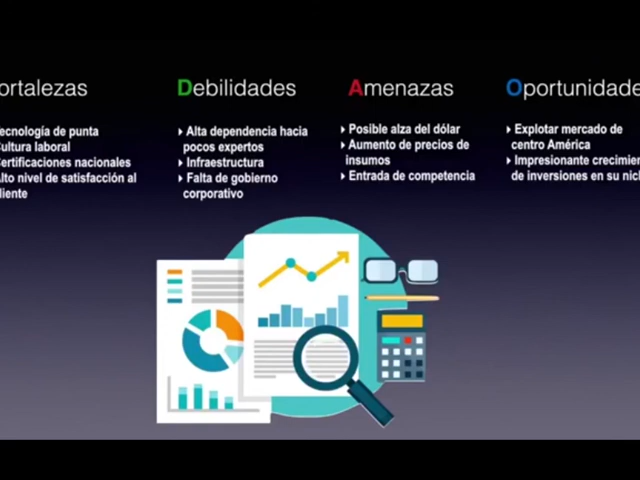 ortalezas
ecnología de punta
ultura laboral
ertificaciones nacionales
lto nivel de satisfacción al
liente
Debilidades
Alta dependencia hacia
pocos expertos
Infraestructura
Falta de gobierno
corporativo
Amenazas
Posible alza del dólar
Aumento de precios de
insumos
Entrada de competencia
Oportunidade
Explotar mercado de
centro América
Impresionante crecimien
de inversiones en su nich